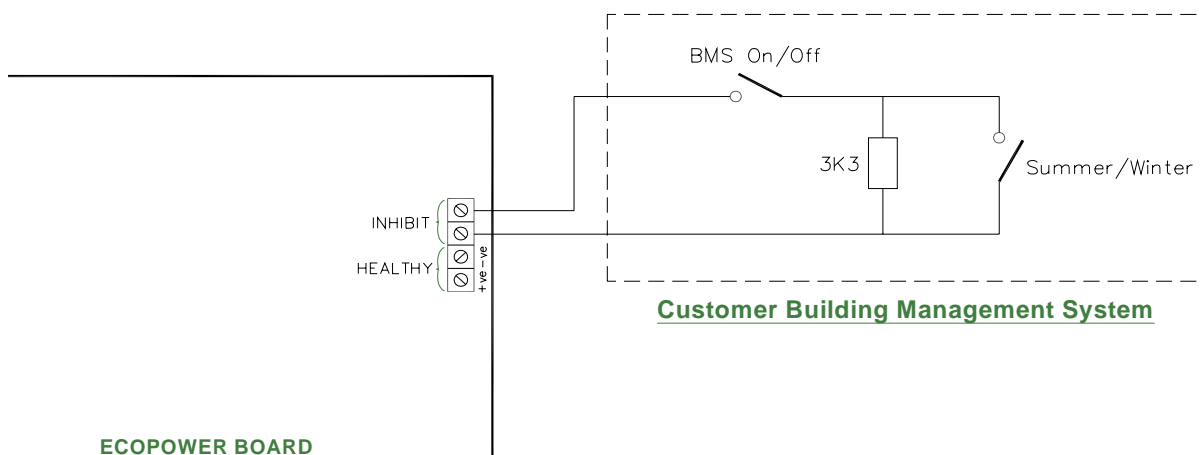 BMS On/Off
3K3
Summer/Winter
INHIBIT
HEALTHY
+ve -ve
Customer Building Management System
ECOPOWER BOARD